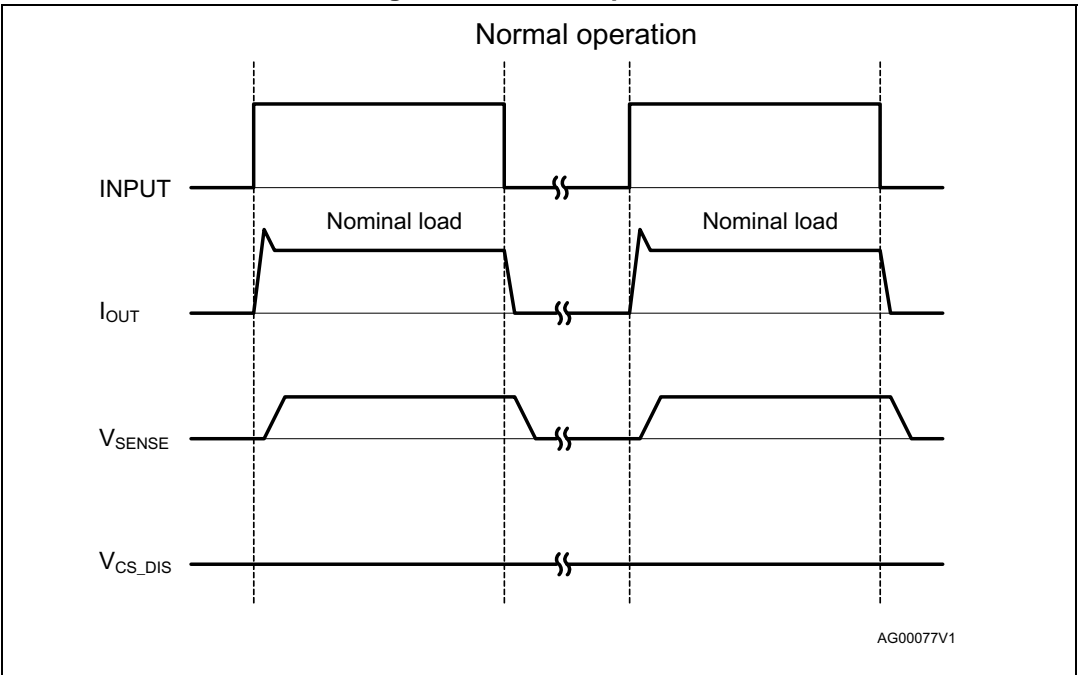 Normal operation
INPUT
Nominal load
Nominal load
IOUT
VSENSE
VCS_DIS
AG00077V1